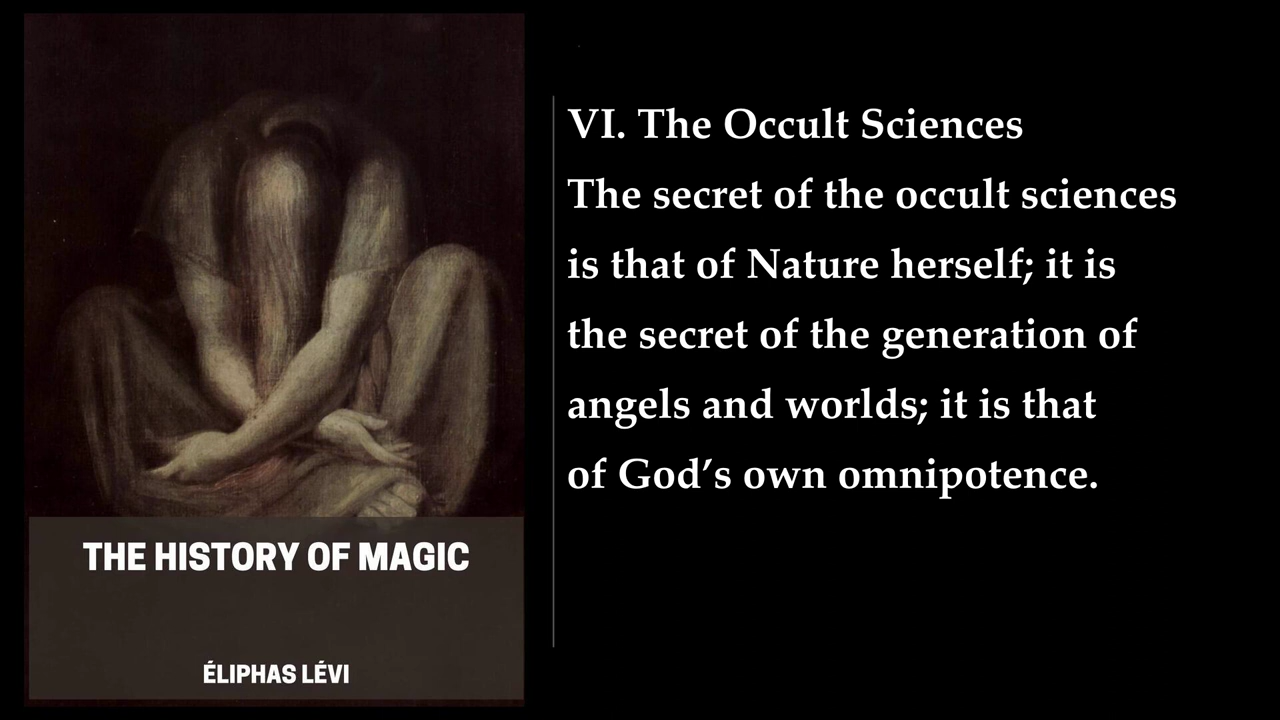 THE HISTORY OF MAGIC
ÉLIPHAS LÉVI
VI. The Occult Sciences
The secret of the occult sciences
is that of Nature herself; it is
the secret of the generation of
angels and worlds; it is that
of God’s own omnipotence.